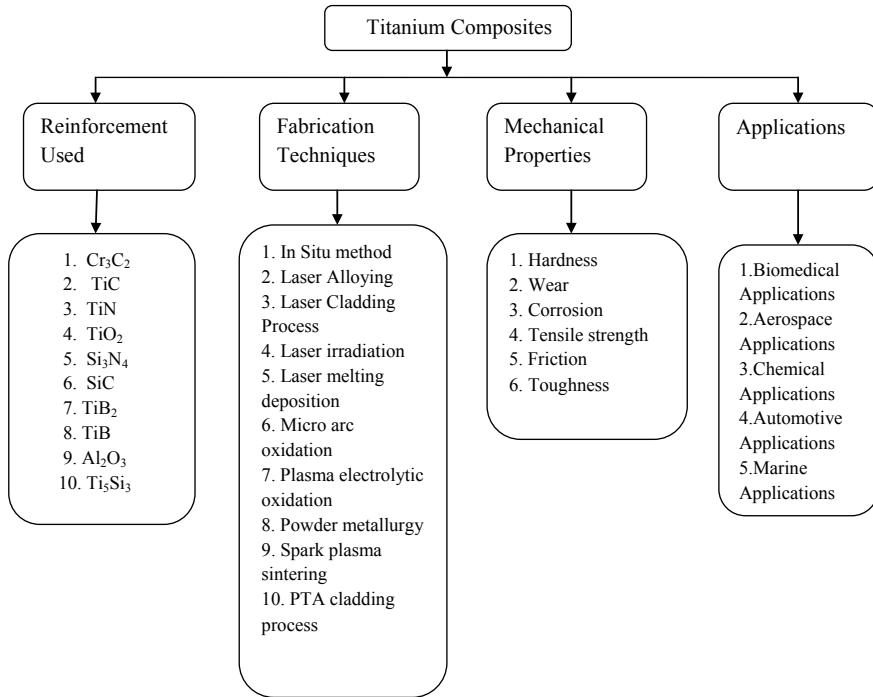 Titanium Composites
Reinforcement
Used
Fabrication
Techniques
Mechanical
Properties
Applications
1. Cr₃C₂
2. TiC
3. TiN
4. TiO₂
5. Si₃N₄
6. SiC
7. TiB₂
8. TiB
9. Al₂O₃
10. Ti₅Si₃
1. In Situ method
2. Laser Alloying
3. Laser Cladding
Process
4. Laser irradiation
5. Laser melting
deposition
6. Micro arc
oxidation
7. Plasma electrolytic
oxidation
8. Powder metallurgy
9. Spark plasma
sintering
10. PTA cladding
process
1. Hardness
2. Wear
3. Corrosion
4. Tensile strength
5. Friction
6. Toughness
1.Biomedical
Applications
2.Aerospace
Applications
3.Chemical
Applications
4.Automotive
Applications
5.Marine
Applications